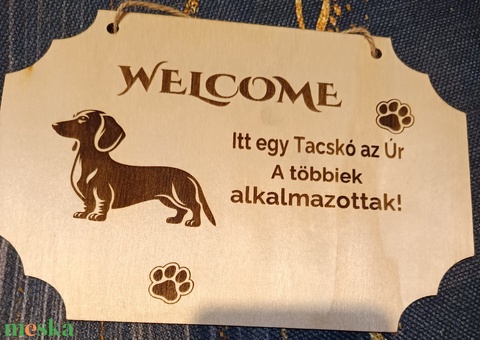 WELCOME
Itt egy Tacskó az Úr
A többiek
alkalmazottak!
meska